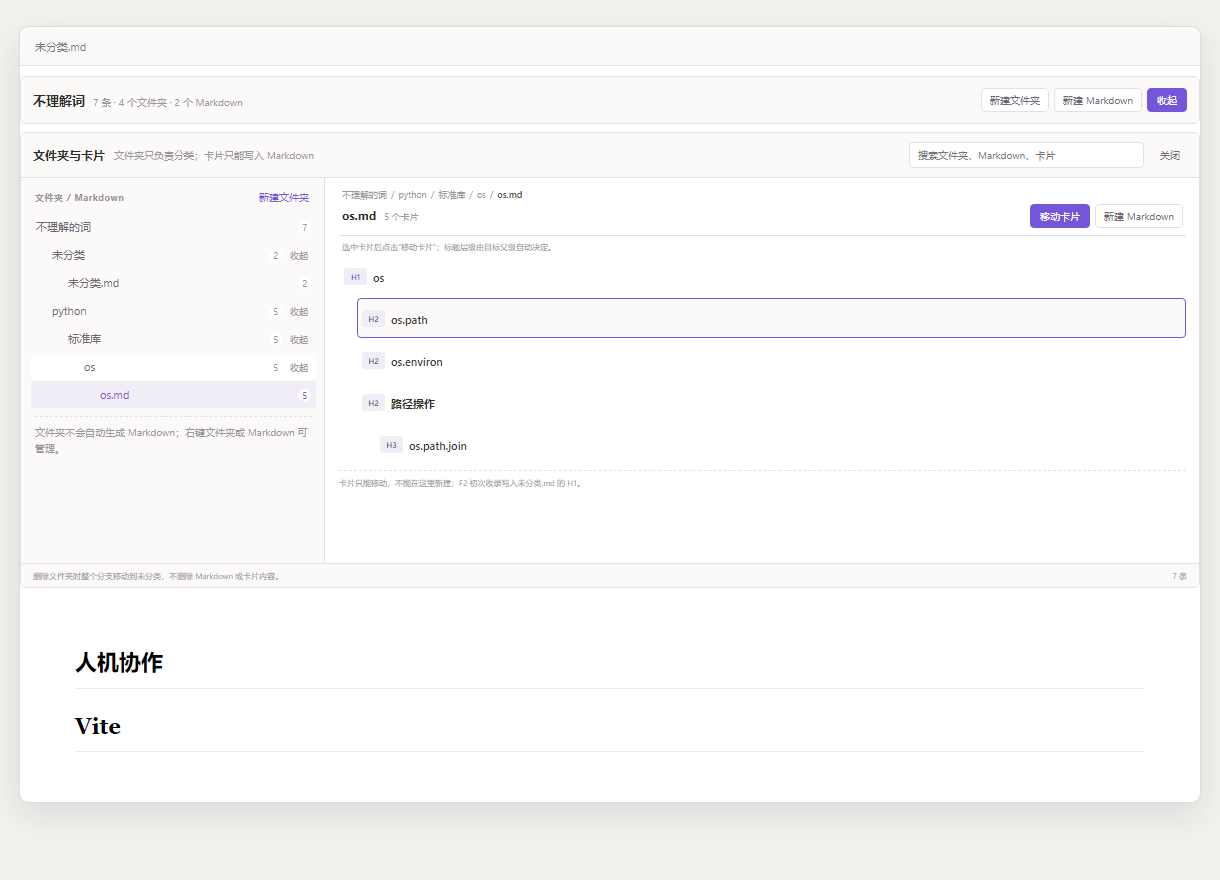 未分类.md
不理解词 7 条 · 4 个文件夹 · 2 个 Markdown 新建文件夹 新建 Markdown 收起
文件夹与卡片 文件夹只负责分类；卡片只能写入 Markdown 搜索文件夹、Markdown、卡片 关闭
文件夹 / Markdown 新建文件夹
不理解的词 7
未分类 2 收起
未分类.md 2
python 5 收起
标准库 5 收起
os 5 收起
os.md 5
文件夹不会自动生成 Markdown；右键文件夹或 Markdown 可
管理。
不理解的词 / python / 标准库 / os / os.md
os.md 5 个卡片 移动卡片 新建 Markdown
选中卡片后点击“移动卡片”；标题层级由目标父级自动决定。
H1 os
H2 os.path
H2 os.environ
H2 路径操作
H3 os.path.join
卡片只能移动，不能在这里新建；F2 初次收录写入未分类.md 的 H1。
删除文件夹时整个分支移动到未分类，不删除 Markdown 或卡片内容。 7 条
人机协作
Vite